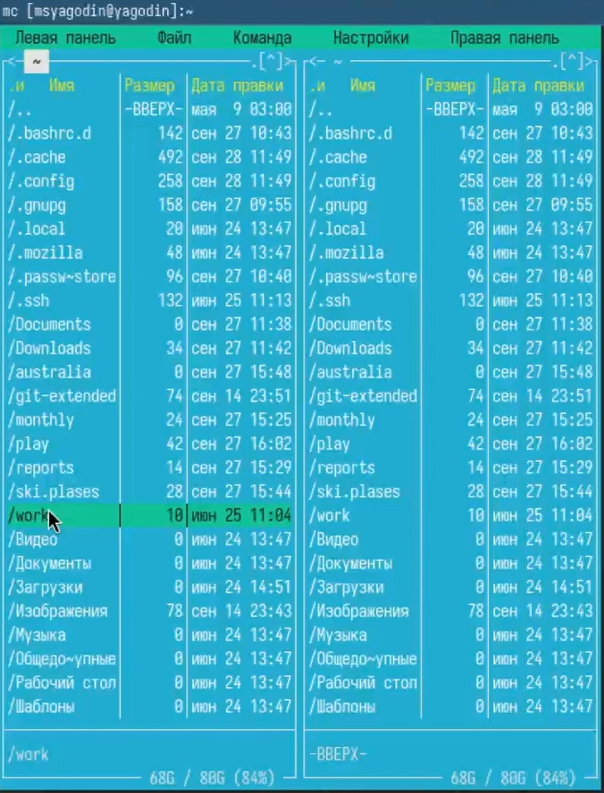 mc [msyagodin@yagodin]:~
Левая панель Файл Команда Настройки Правая панель
<— ~ .[^]> <— ~ .[^]>
.и Имя Размер Дата правки .и Имя Размер Дата правки
/.. -ВВЕРХ- мая 9 03:00 /.. -ВВЕРХ- мая 9 03:00
/.bashrc.d 142 сен 27 10:43 /.bashrc.d 142 сен 27 10:43
/.cache 492 сен 28 11:49 /.cache 492 сен 28 11:49
/.config 258 сен 28 11:49 /.config 258 сен 28 11:49
/.gnupg 158 сен 27 09:55 /.gnupg 158 сен 27 09:55
/.local 20 июн 24 13:47 /.local 20 июн 24 13:47
/.mozilla 48 июн 24 13:47 /.mozilla 48 июн 24 13:47
/.passw~store 96 сен 27 10:40 /.passw~store 96 сен 27 10:40
/.ssh 132 июн 25 11:13 /.ssh 132 июн 25 11:13
/Documents 0 сен 27 11:38 /Documents 0 сен 27 11:38
/Downloads 34 сен 27 11:42 /Downloads 34 сен 27 11:42
/australia 0 сен 27 15:48 /australia 0 сен 27 15:48
/git-extended 74 сен 14 23:51 /git-extended 74 сен 14 23:51
/monthly 24 сен 27 15:25 /monthly 24 сен 27 15:25
/play 42 сен 27 16:02 /play 42 сен 27 16:02
/reports 14 сен 27 15:29 /reports 14 сен 27 15:29
/ski.plases 28 сен 27 15:44 /ski.plases 28 сен 27 15:44
/work 10 июн 25 11:04 /work 10 июн 25 11:04
/Видео 0 июн 24 13:47 /Видео 0 июн 24 13:47
/Документы 0 июн 24 13:47 /Документы 0 июн 24 13:47
/Загрузки 0 июн 24 14:51 /Загрузки 0 июн 24 14:51
/Изображения 78 сен 14 23:43 /Изображения 78 сен 14 23:43
/Музыка 0 июн 24 13:47 /Музыка 0 июн 24 13:47
/Общедо~упные 0 июн 24 13:47 /Общедо~упные 0 июн 24 13:47
/Рабочий стол 0 июн 24 13:47 /Рабочий стол 0 июн 24 13:47
/Шаблоны 0 июн 24 13:47 /Шаблоны 0 июн 24 13:47
/work -ВВЕРХ-
68G / 80G (84%) 68G / 80G (84%)